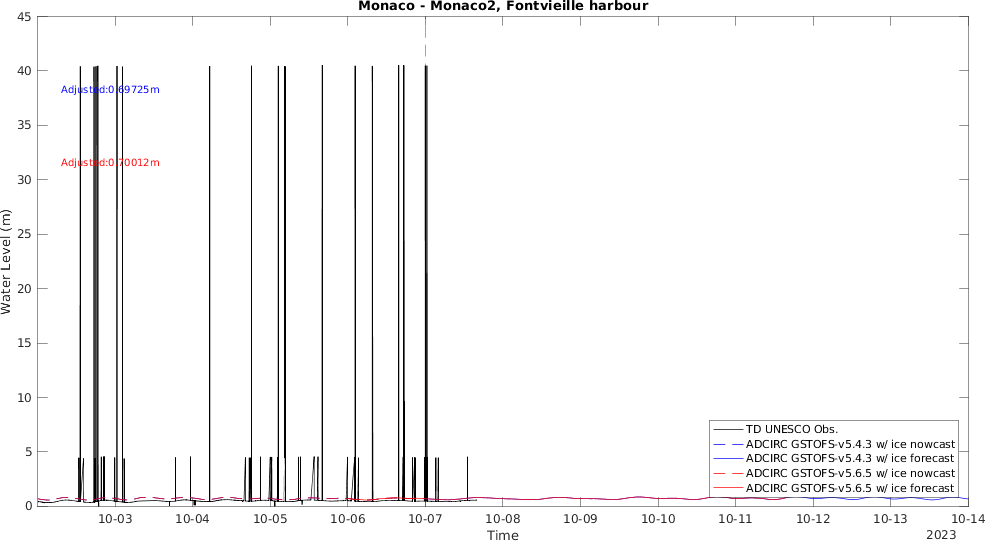 Monaco - Monaco2, Fontvieille harbour
45
40
35
30
25
20
15
10
5
0
Water Level (m)
Adjusted:0.69725m
Adjusted:0.70012m
TD UNESCO Obs.
ADCIRC GSTOFS-v5.4.3 w/ ice nowcast
ADCIRC GSTOFS-v5.4.3 w/ ice forecast
ADCIRC GSTOFS-v5.6.5 w/ ice nowcast
ADCIRC GSTOFS-v5.6.5 w/ ice forecast
10-03 10-04 10-05 10-06 10-07 10-08 10-09 10-10 10-11 10-12 10-13 10-14
Time
2023